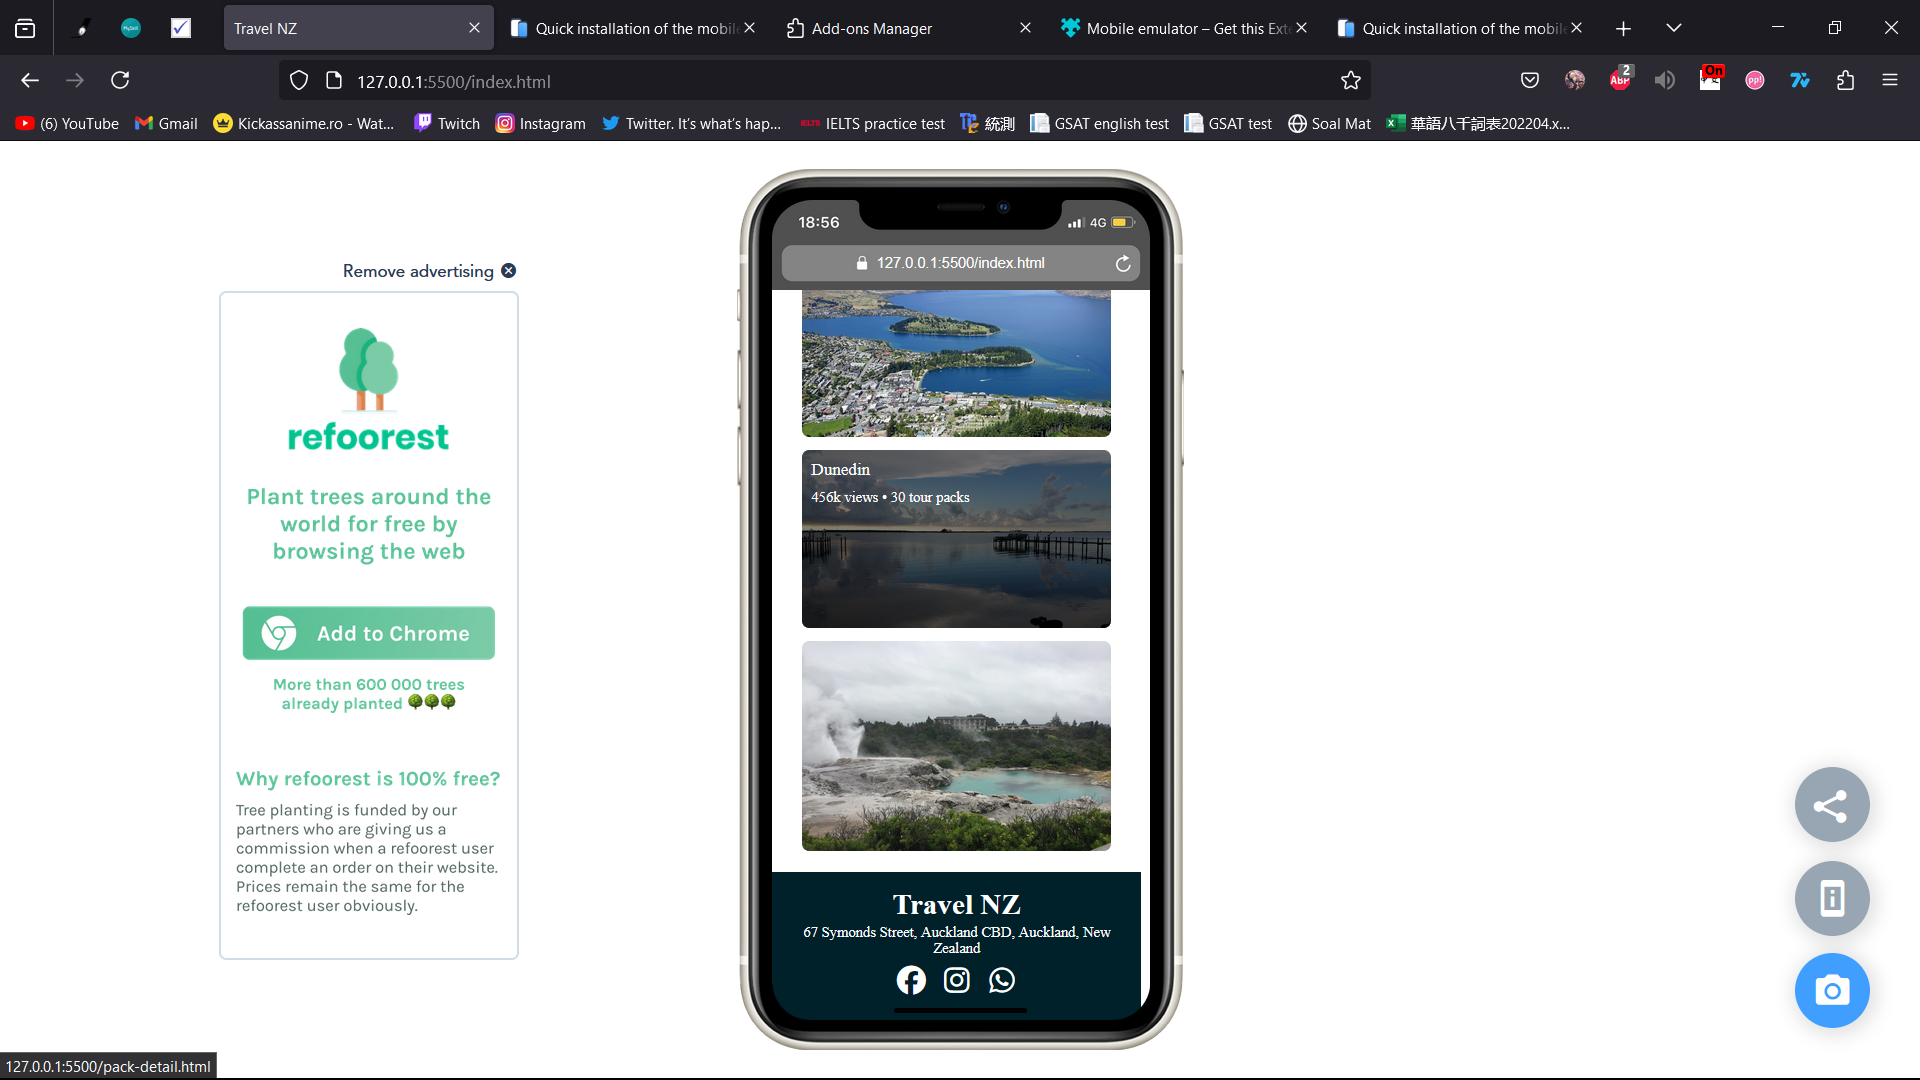 Travel NZ
Quick installation of the mobile
Add-ons Manager
Mobile emulator – Get this Exte
Quick installation of the mobile
127.0.0.1:5500/index.html
2
On
(6) YouTube
Gmail
Kickassanime.ro - Wat...
Twitch
Instagram
Twitter. It's what's hap...
IELTS practice test
統測
GSAT english test
GSAT test
Soal Mat
華語八千詞表202204.x...
Remove advertising
refoorest
Plant trees around the
world for free by
browsing the web
Add to Chrome
More than 600 000 trees
already planted 🌳🌳🌳
Why refoorest is 100% free?
Tree planting is funded by our
partners who are giving us a
commission when a refoorest user
complete an order on their website.
Prices remain the same for the
refoorest user obviously.
18:56
4G
127.0.0.1:5500/index.html
Dunedin
456k views • 30 tour packs
Travel NZ
67 Symonds Street, Auckland CBD, Auckland, New
Zealand
127.0.0.1:5500/pack-detail.html